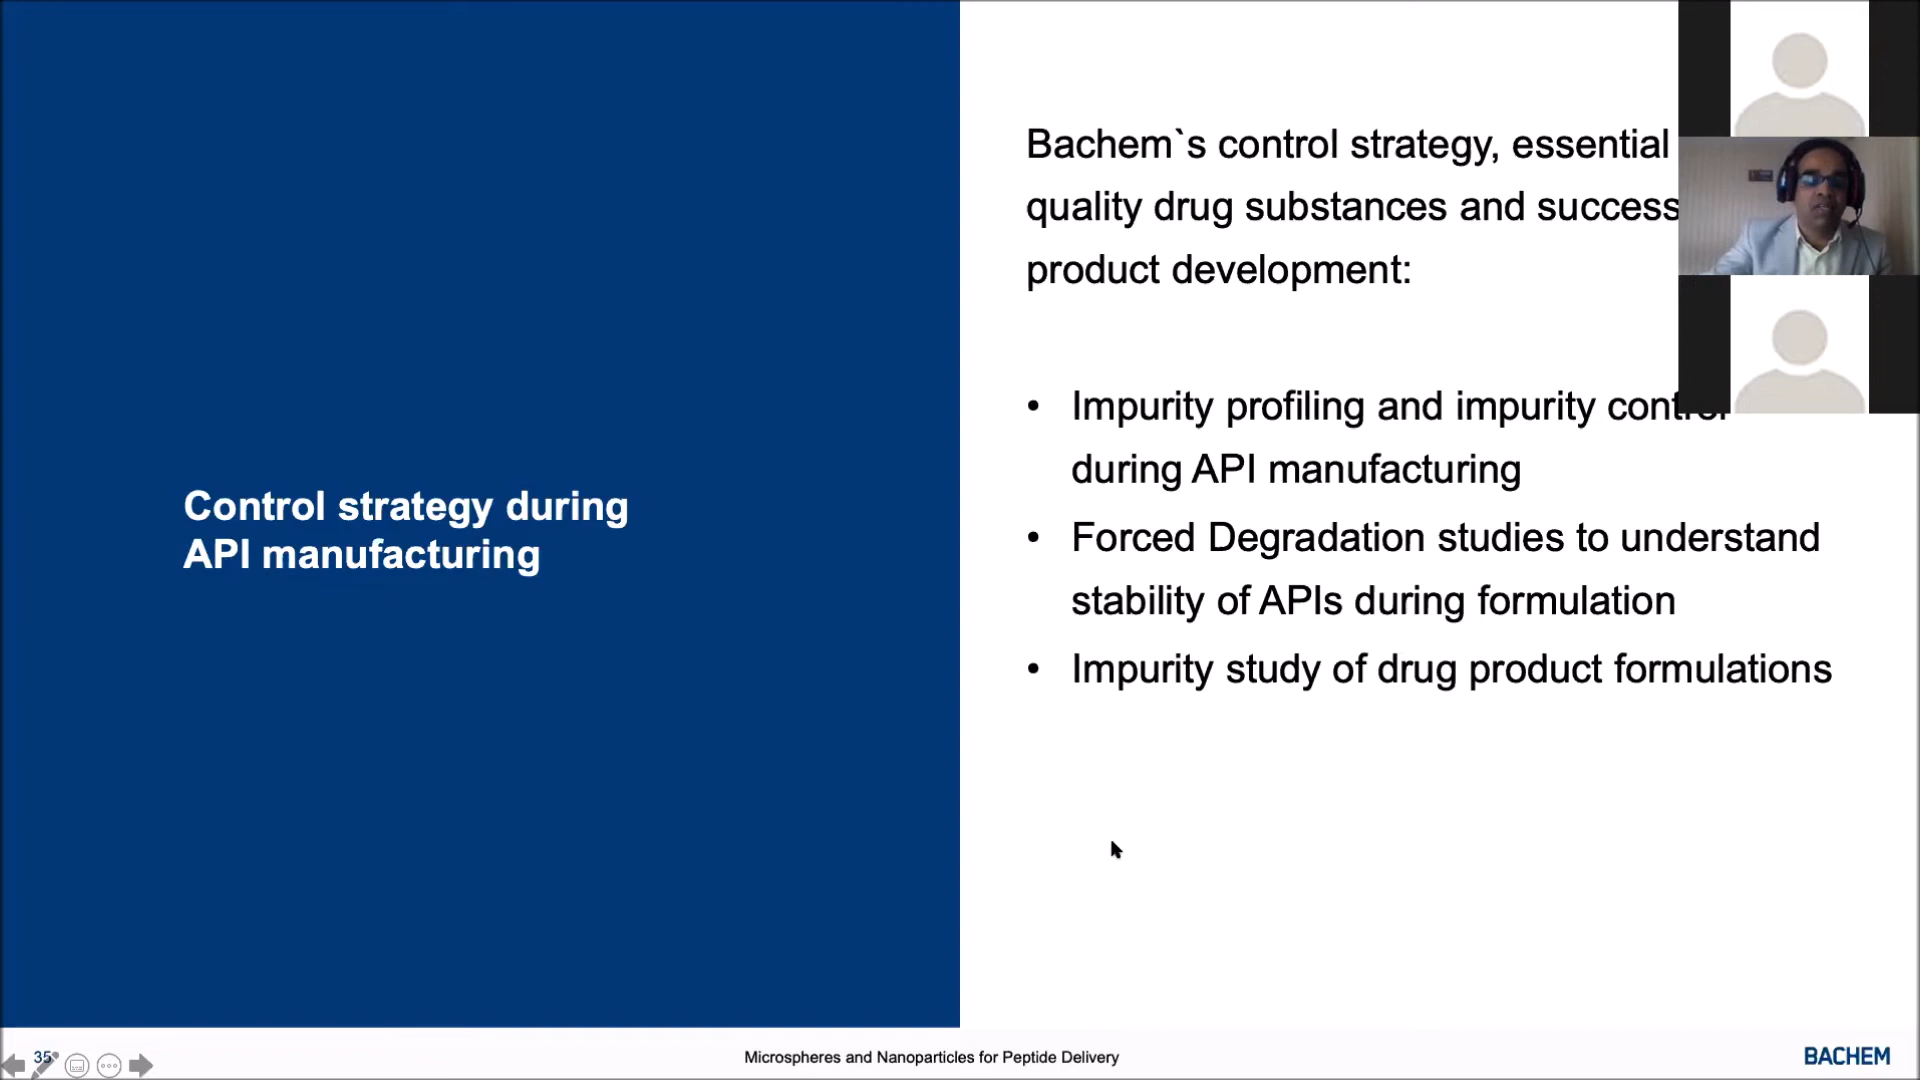 Control strategy during
API manufacturing
Bachem`s control strategy, essential
quality drug substances and success
product development:
• Impurity profiling and impurity control
during API manufacturing
• Forced Degradation studies to understand
stability of APIs during formulation
• Impurity study of drug product formulations
35
Microspheres and Nanoparticles for Peptide Delivery
BACHEM